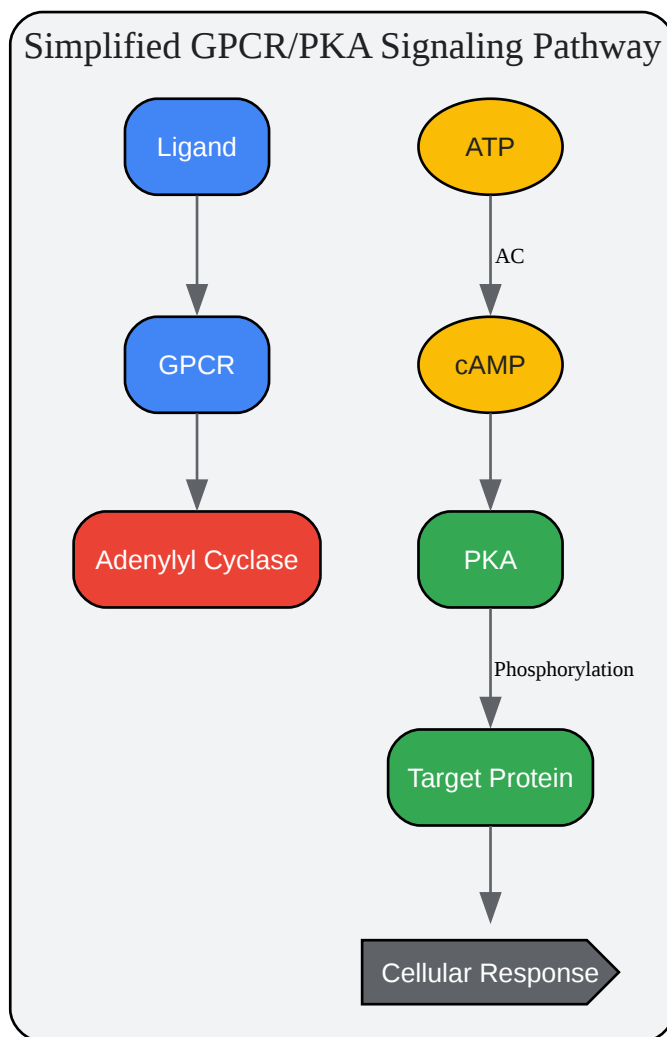 Simplified GPCR/PKA Signaling Pathway
Ligand
ATP
AC
GPCR
cAMP
Adenylyl Cyclase
PKA
Phosphorylation
Target Protein
Cellular Response